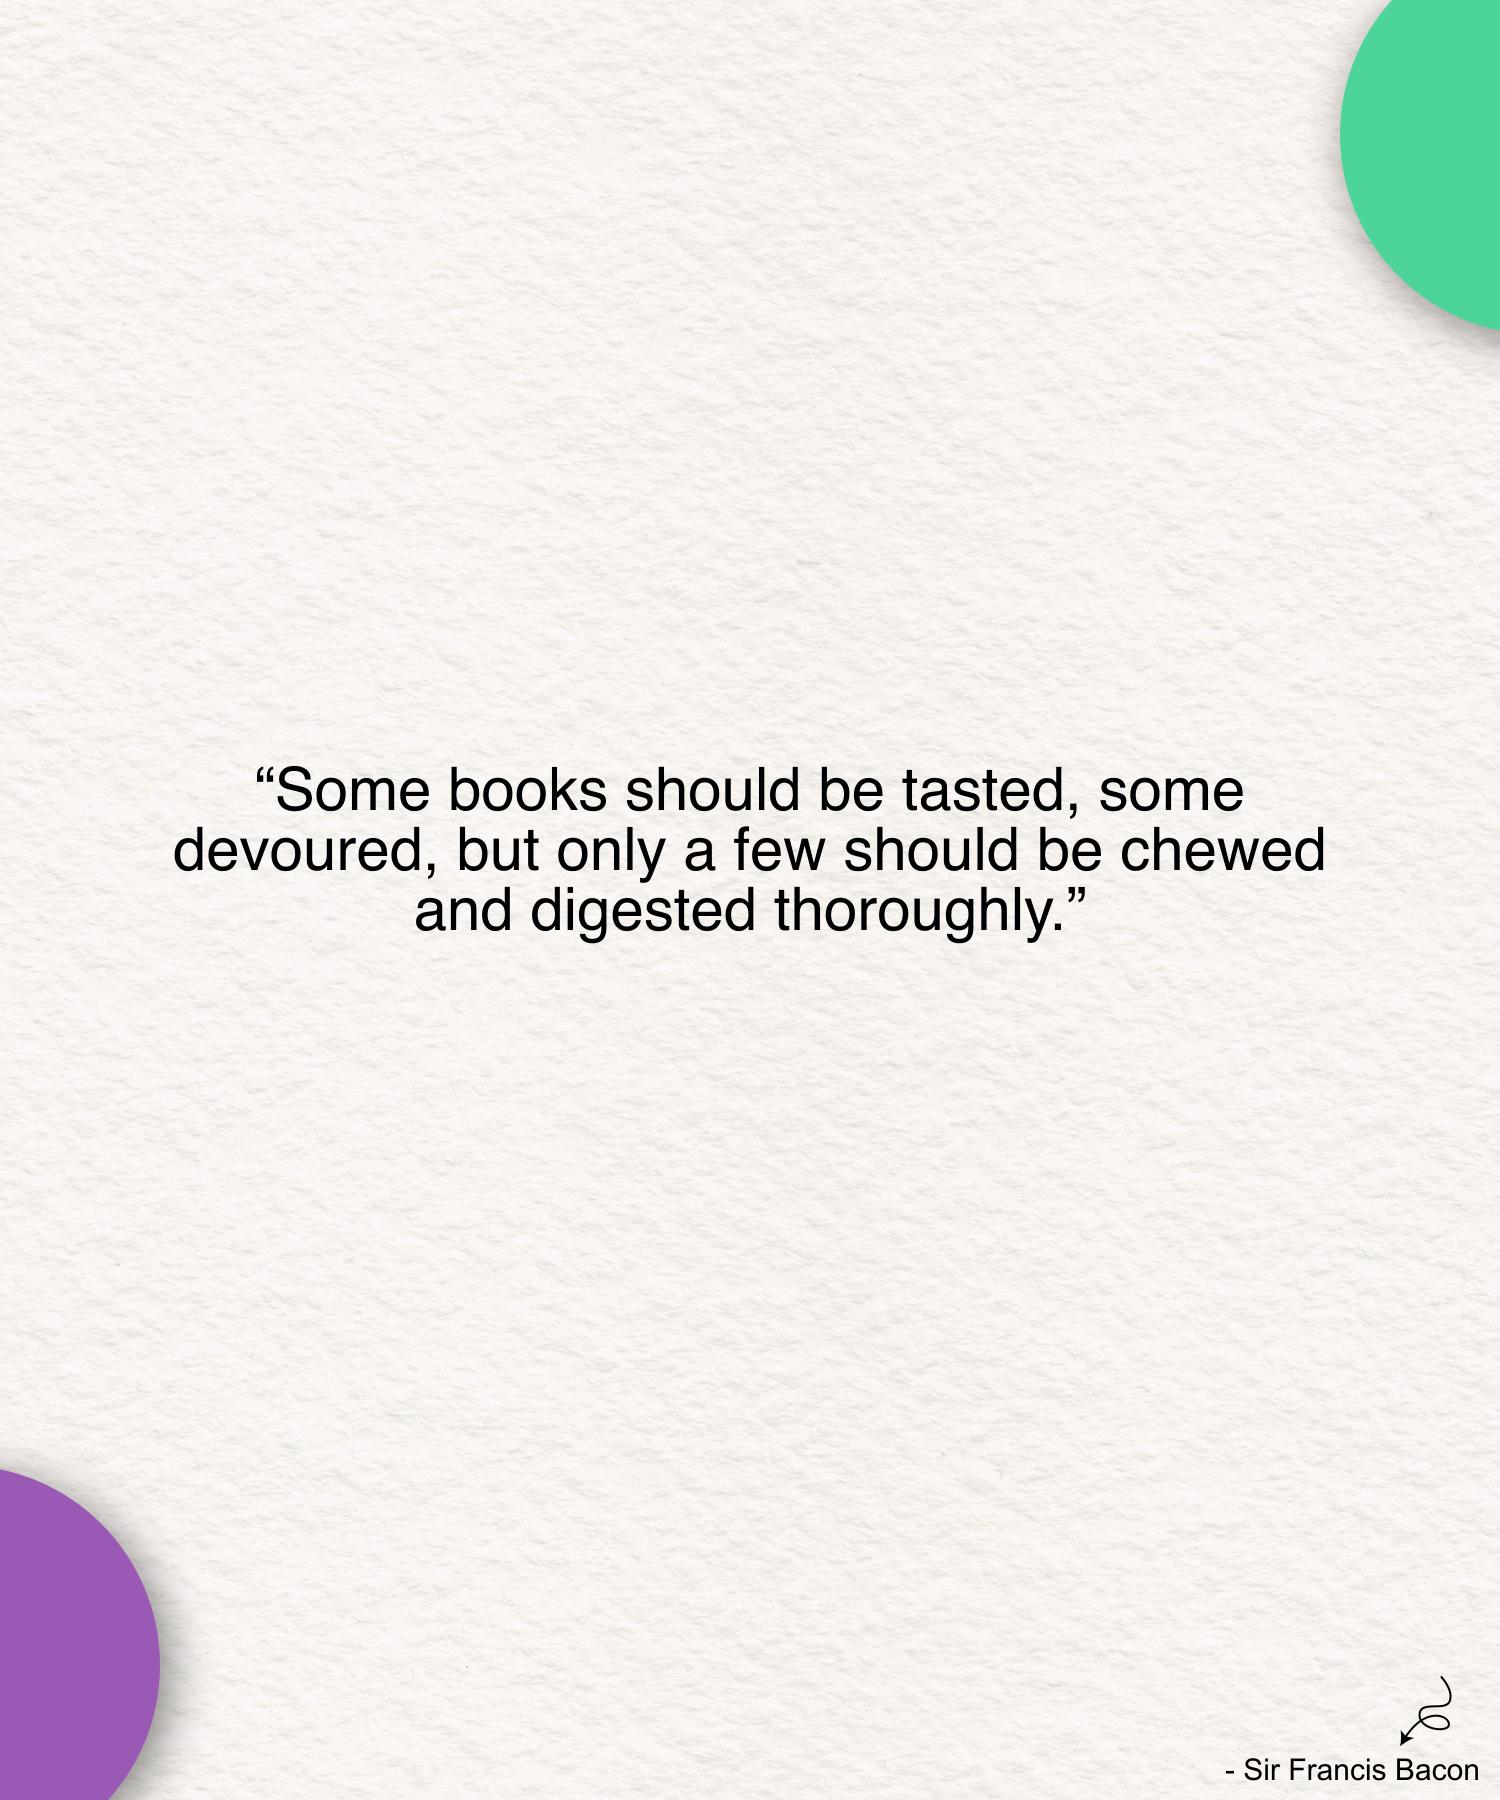 “Some books should be tasted, some
devoured, but only a few should be chewed
and digested thoroughly.”
- Sir Francis Bacon